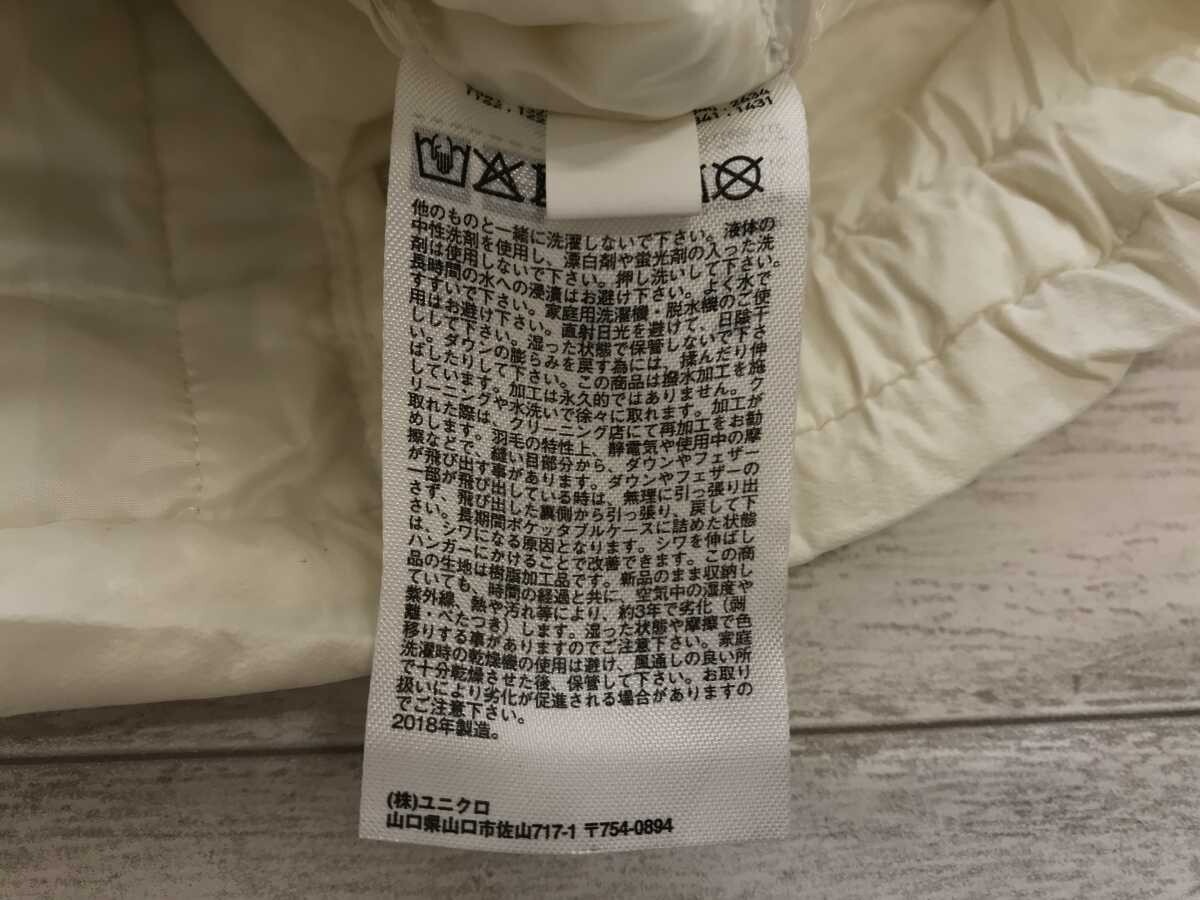 他のものと一緒に洗濯しないで下さい。液体の
中性洗剤を使用し、漂白剤や蛍光剤の入った洗
剤は使用しないで下さい。押し洗いして下さい。
長時間の水への浸漬はお避け下さい。よく水で
すすいで下さい。家庭用洗濯機・脱水機のご使
用はお避け下さい。直射日光を避けて、日陰干
しして下さい。湿った状態で保管しないで下さ
い。ダウンの膨らみを戻す為には、揉んだり伸
ばしたりして下さい。この商品は撥水加工を施
しています。加工は永久的ではありません。ク
リーニングや水洗いで徐々に取れます。加工が
取れた際は、クリーニング店にて再加工をお勧
めします。羽毛の特性上、静電気や使用中の摩
擦などで、縫い目部分から、ダウンやフェザー
が飛び出す事があります。ダウンやフェザーの
一部が飛び出している時は、無理に引っ張り出
さず、飛び出した裏側から引っ張り、戻して下
さい。長期間ポケッタブルケースに詰めた状態
は、シワになる原因となります。シワを伸ばし
ハンガーにかけることで改善できます。この商
品の生地は樹脂加工品です。新品のまま収納し
ていても、時間の経過と共に、空気中の湿度や
紫外線、熱や汚れ等により、約3年で劣化（剥
離・べたつき）します。湿った状態や摩擦で色
移りする事がありますのでご注意下さい。家庭
洗濯時の乾燥機の使用は避け、風通しの良い所
で十分乾燥させた後、保管して下さい。お取り
扱いにより劣化が促進される場合がありますの
でご注意下さい。
2018年製造。
(株)ユニクロ
山口県山口市佐山717-1 〒754-0894